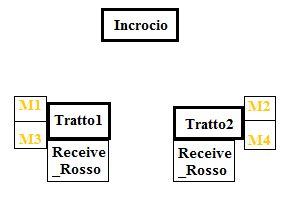 Incrocio
M1
M2
Tratto1
Tratto2
M3
M4
Receive
_Rosso
Receive
_Rosso